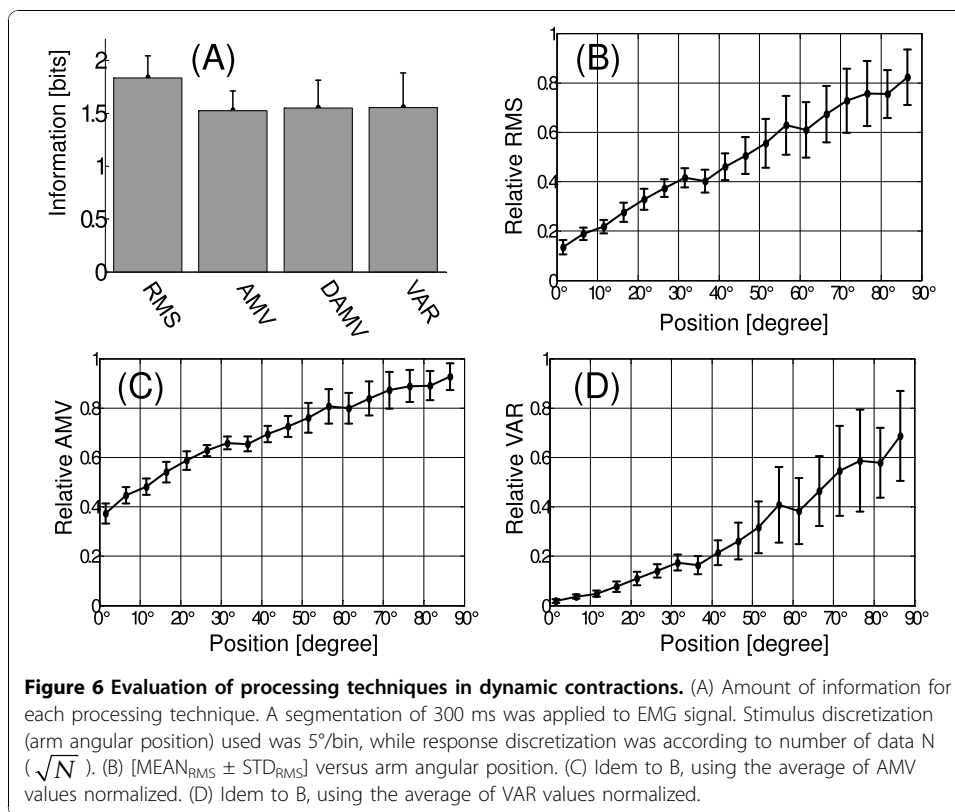 (A)
Information [bits]
2
1.5
1
0.5
0
RMS
AMV
DAMV
VAR
(B)
Relative RMS
1
0.8
0.6
0.4
0.2
0
0° 10° 20° 30° 40° 50° 60° 70° 80° 90°
Position [degree]
(C)
Relative AMV
1
0.8
0.6
0.4
0.2
0
0° 10° 20° 30° 40° 50° 60° 70° 80° 90°
Position [degree]
(D)
Relative VAR
1
0.8
0.6
0.4
0.2
0
0° 10° 20° 30° 40° 50° 60° 70° 80° 90°
Position [degree]
Figure 6 Evaluation of processing techniques in dynamic contractions. (A) Amount of information for
each processing technique. A segmentation of 300 ms was applied to EMG signal. Stimulus discretization
(arm angular position) used was 5°/bin, while response discretization was according to number of data N
(√N ). (B) [MEAN_RMS ± STD_RMS] versus arm angular position. (C) Idem to B, using the average of AMV
values normalized. (D) Idem to B, using the average of VAR values normalized.